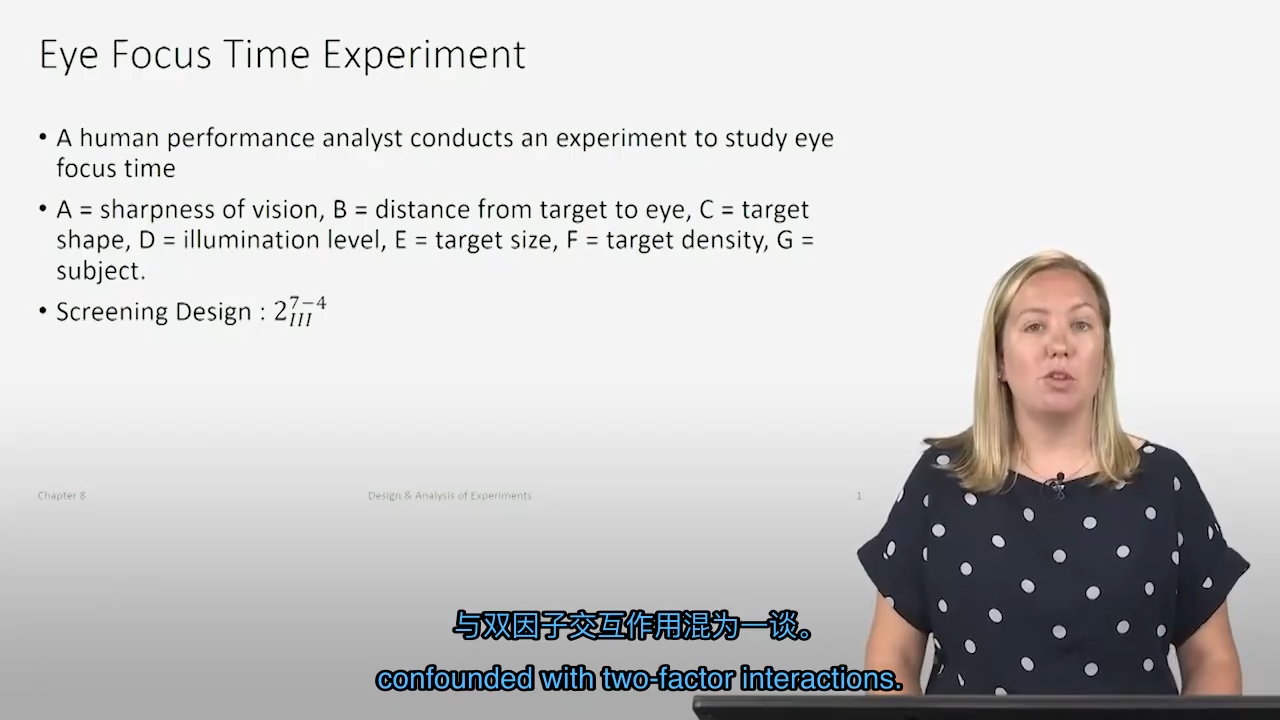 Eye Focus Time Experiment
• A human performance analyst conducts an experiment to study eye
focus time
• A = sharpness of vision, B = distance from target to eye, C = target
shape, D = illumination level, E = target size, F = target density, G =
subject.
• Screening Design : $2_{III}^{7-4}$
Chapter 8
Design & Analysis of Experiments
1
与双因子交互作用混为一谈。
confounded with two-factor interactions.